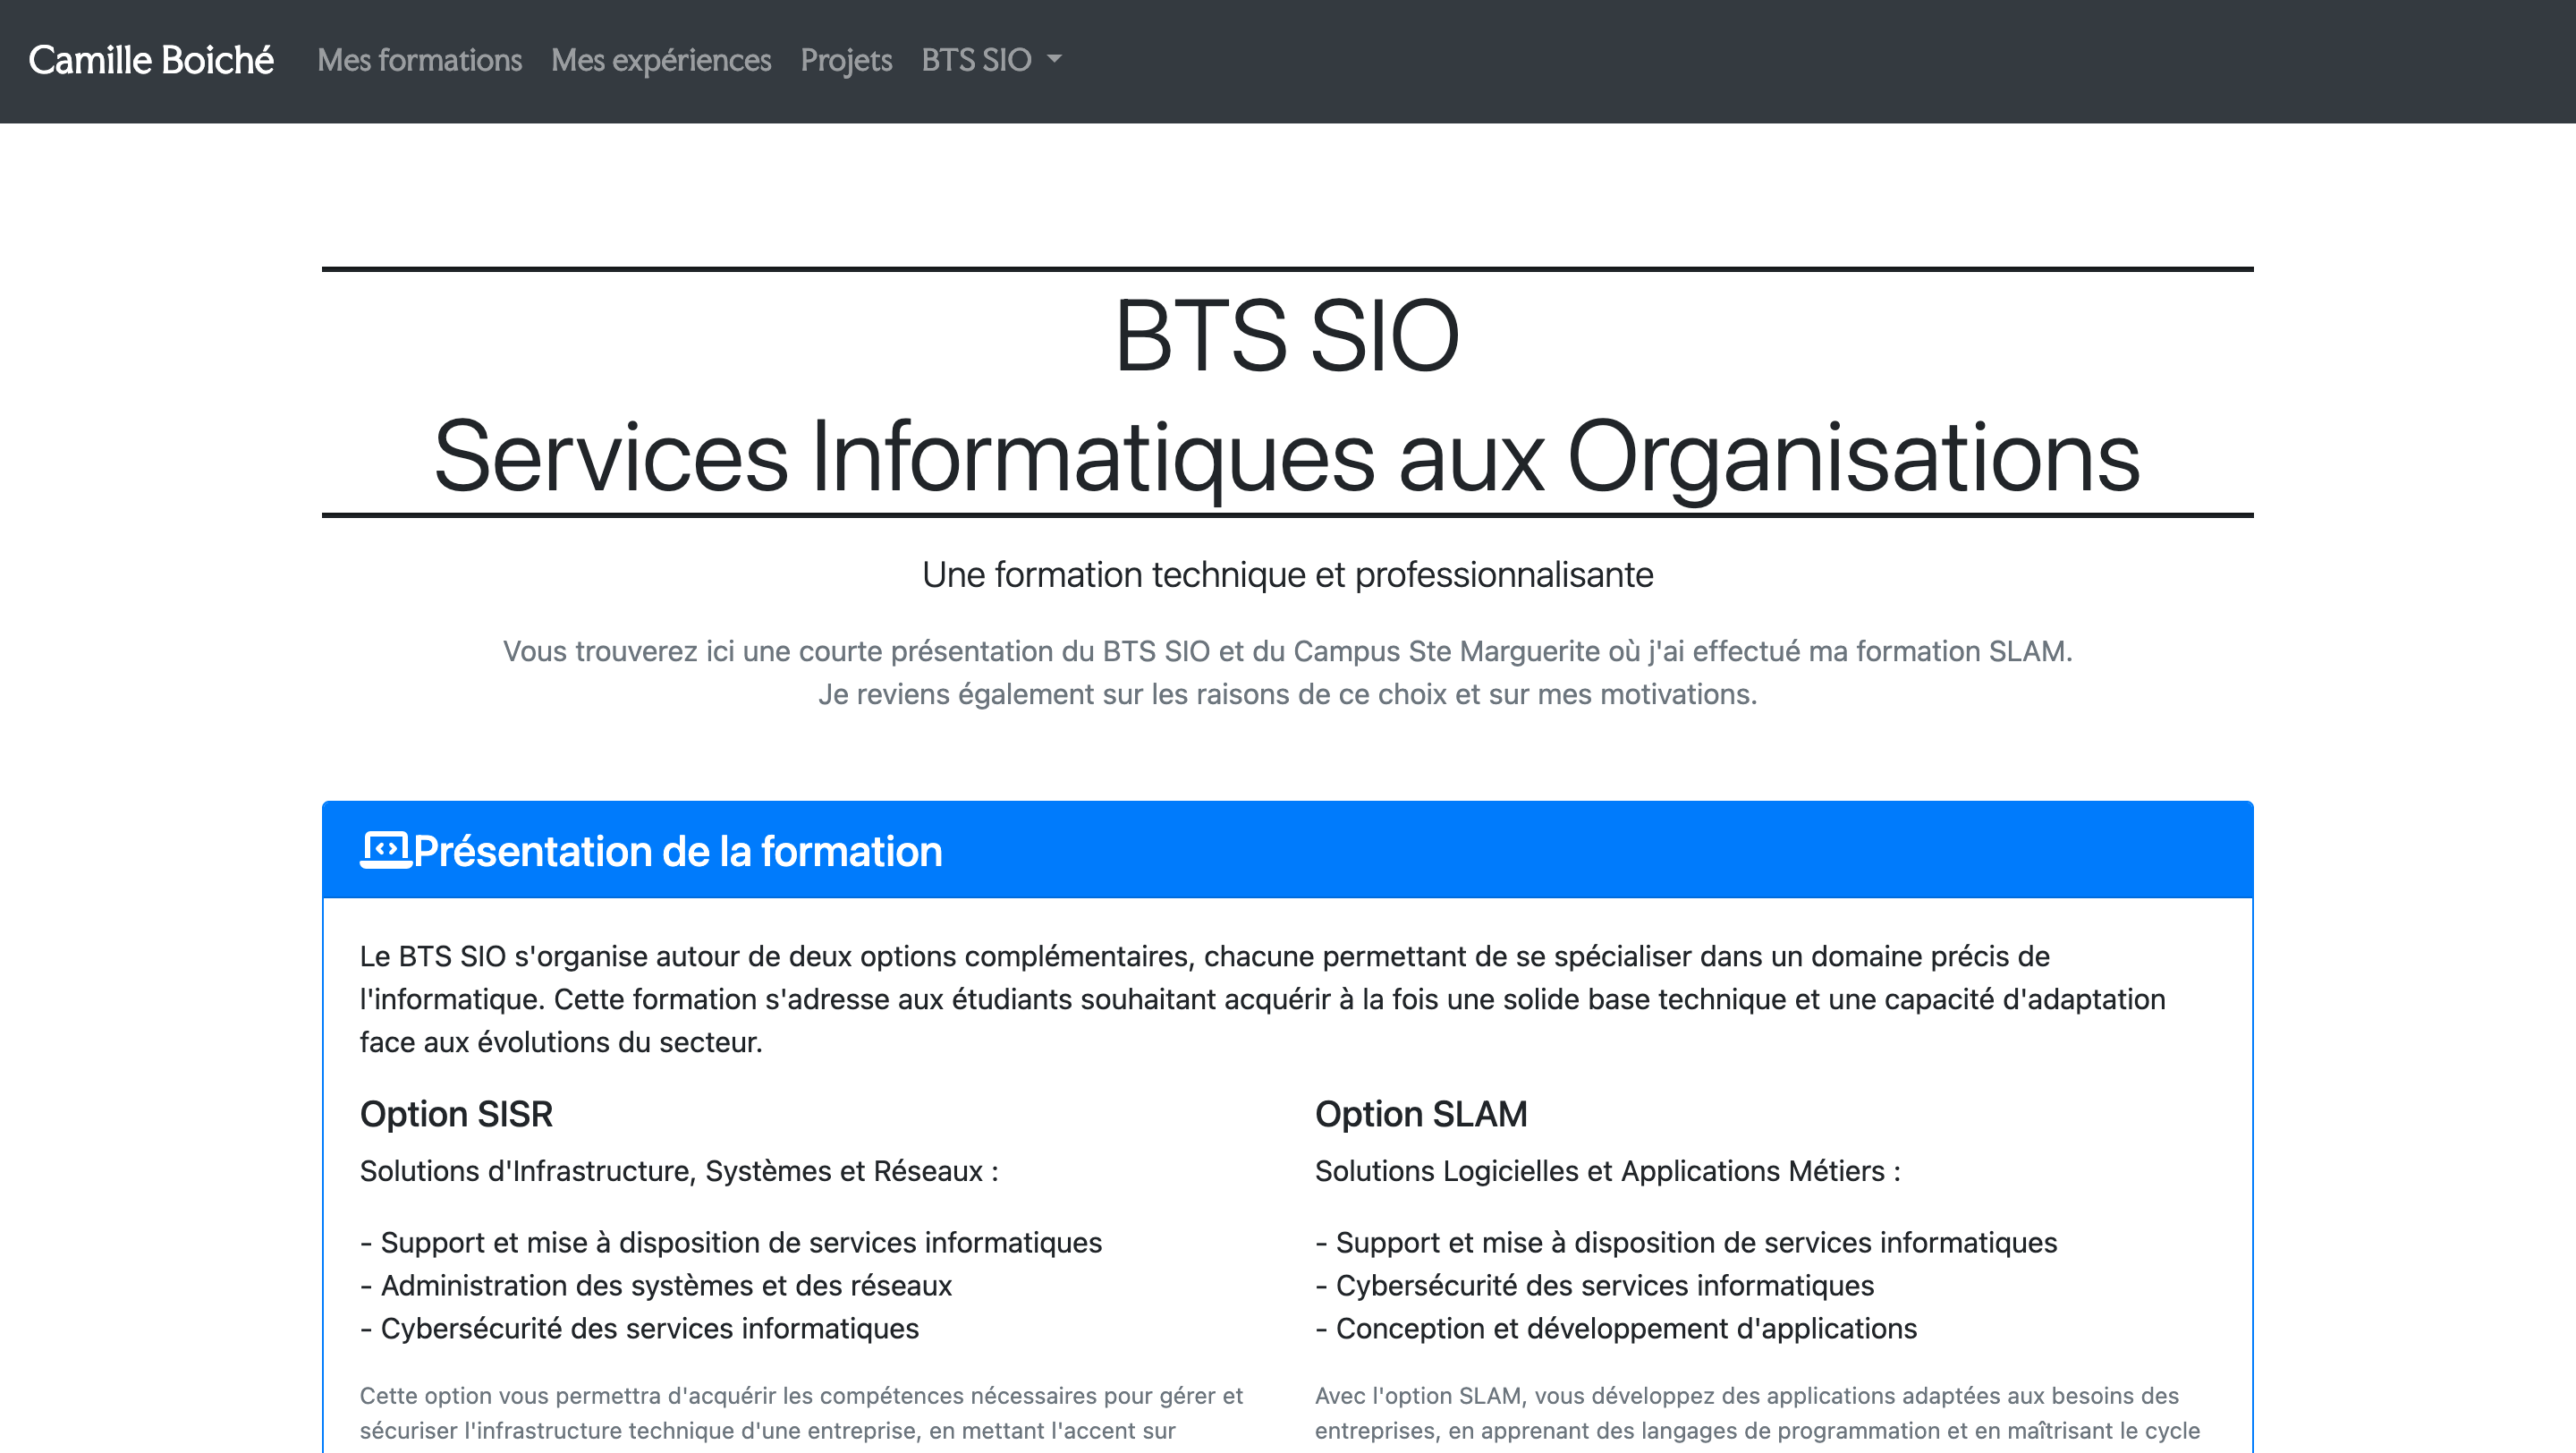 Camille Boiché Mes formations Mes expériences Projets BTS SIO
BTS SIO
Services Informatiques aux Organisations
Une formation technique et professionnalisante
Vous trouverez ici une courte présentation du BTS SIO et du Campus Ste Marguerite où j'ai effectué ma formation SLAM.
Je reviens également sur les raisons de ce choix et sur mes motivations.
Présentation de la formation
Le BTS SIO s'organise autour de deux options complémentaires, chacune permettant de se spécialiser dans un domaine précis de
l'informatique. Cette formation s'adresse aux étudiants souhaitant acquérir à la fois une solide base technique et une capacité d'adaptation
face aux évolutions du secteur.
Option SISR
Solutions d'Infrastructure, Systèmes et Réseaux :
- Support et mise à disposition de services informatiques
- Administration des systèmes et des réseaux
- Cybersécurité des services informatiques
Cette option vous permettra d'acquérir les compétences nécessaires pour gérer et
sécuriser l'infrastructure technique d'une entreprise, en mettant l'accent sur
Option SLAM
Solutions Logicielles et Applications Métiers :
- Support et mise à disposition de services informatiques
- Cybersécurité des services informatiques
- Conception et développement d'applications
Avec l'option SLAM, vous développez des applications adaptées aux besoins des
entreprises, en apprenant des langages de programmation et en maîtrisant le cycle